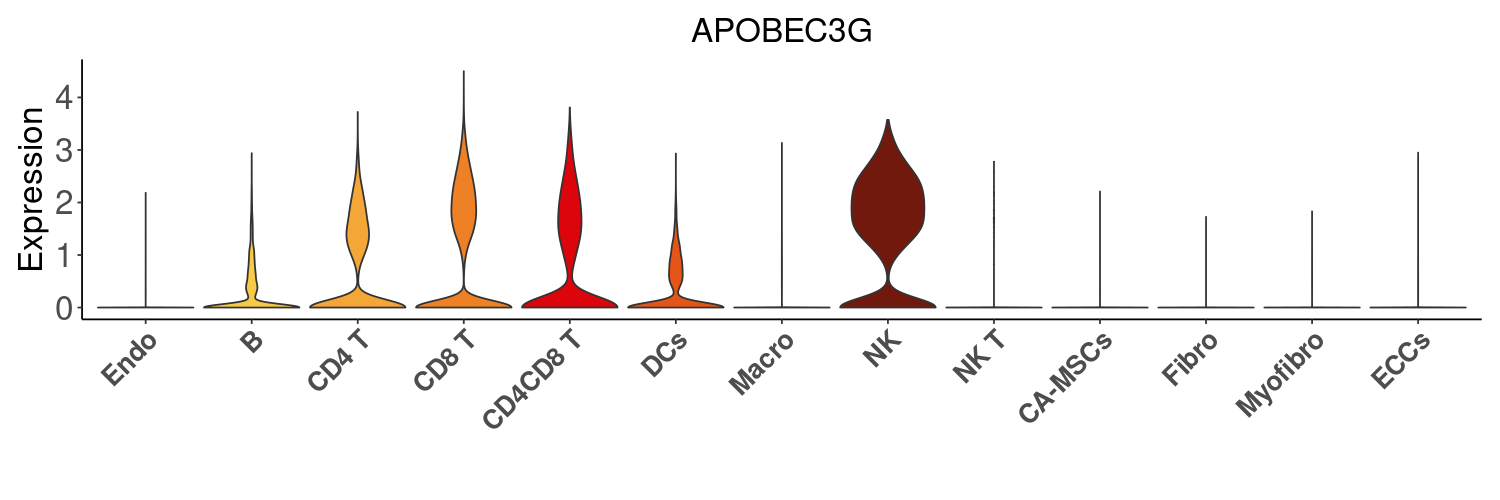 APOBEC3G
Expression
4
3
2
1
0
Endo
B
CD4 T
CD8 T
CD4CD8 T
DCs
Macro
NK
NK T
CA-MSCs
Fibro
Myofibro
ECCs